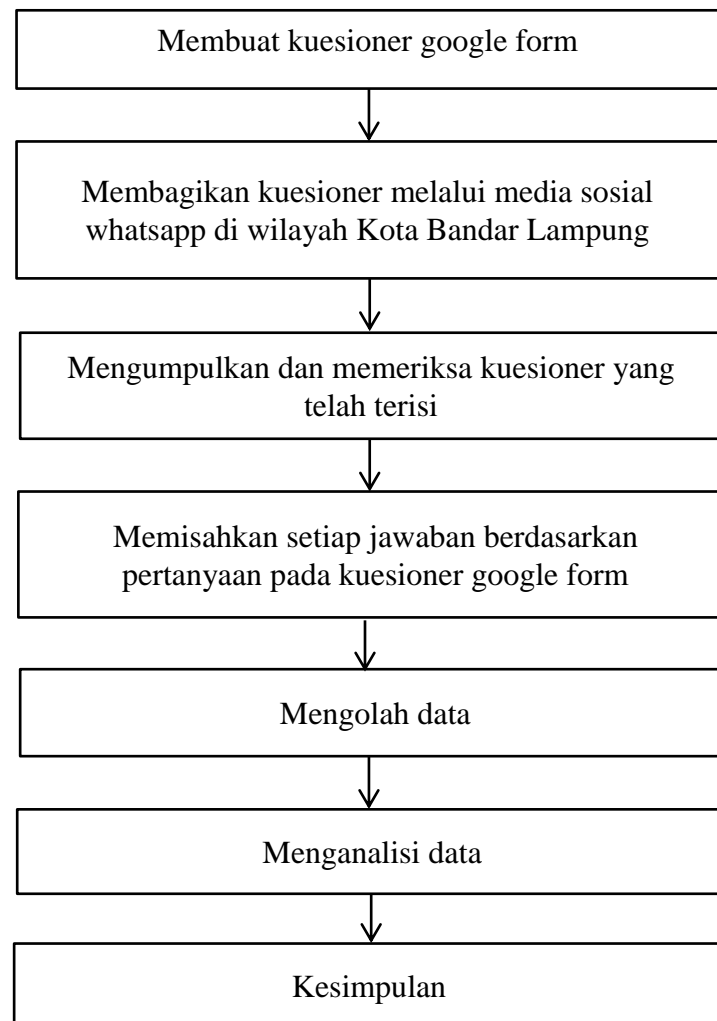 Membuat kuesioner google form
Membagikan kuesioner melalui media sosial
whatsapp di wilayah Kota Bandar Lampung
Mengumpulkan dan memeriksa kuesioner yang
telah terisi
Memisahkan setiap jawaban berdasarkan
pertanyaan pada kuesioner google form
Mengolah data
Menganalisi data
Kesimpulan